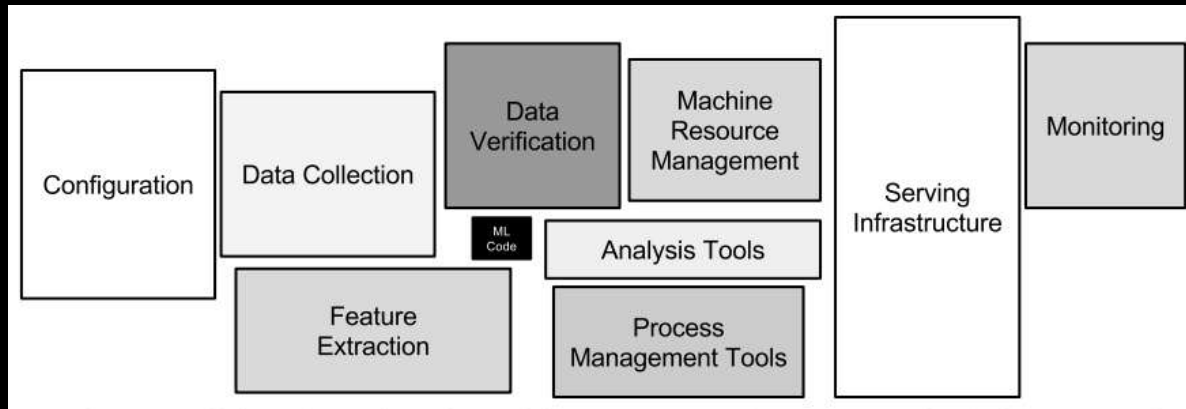 Configuration
Data Collection
Feature
Extraction
Data
Verification
ML
Code
Machine
Resource
Management
Analysis Tools
Process
Management Tools
Serving
Infrastructure
Monitoring